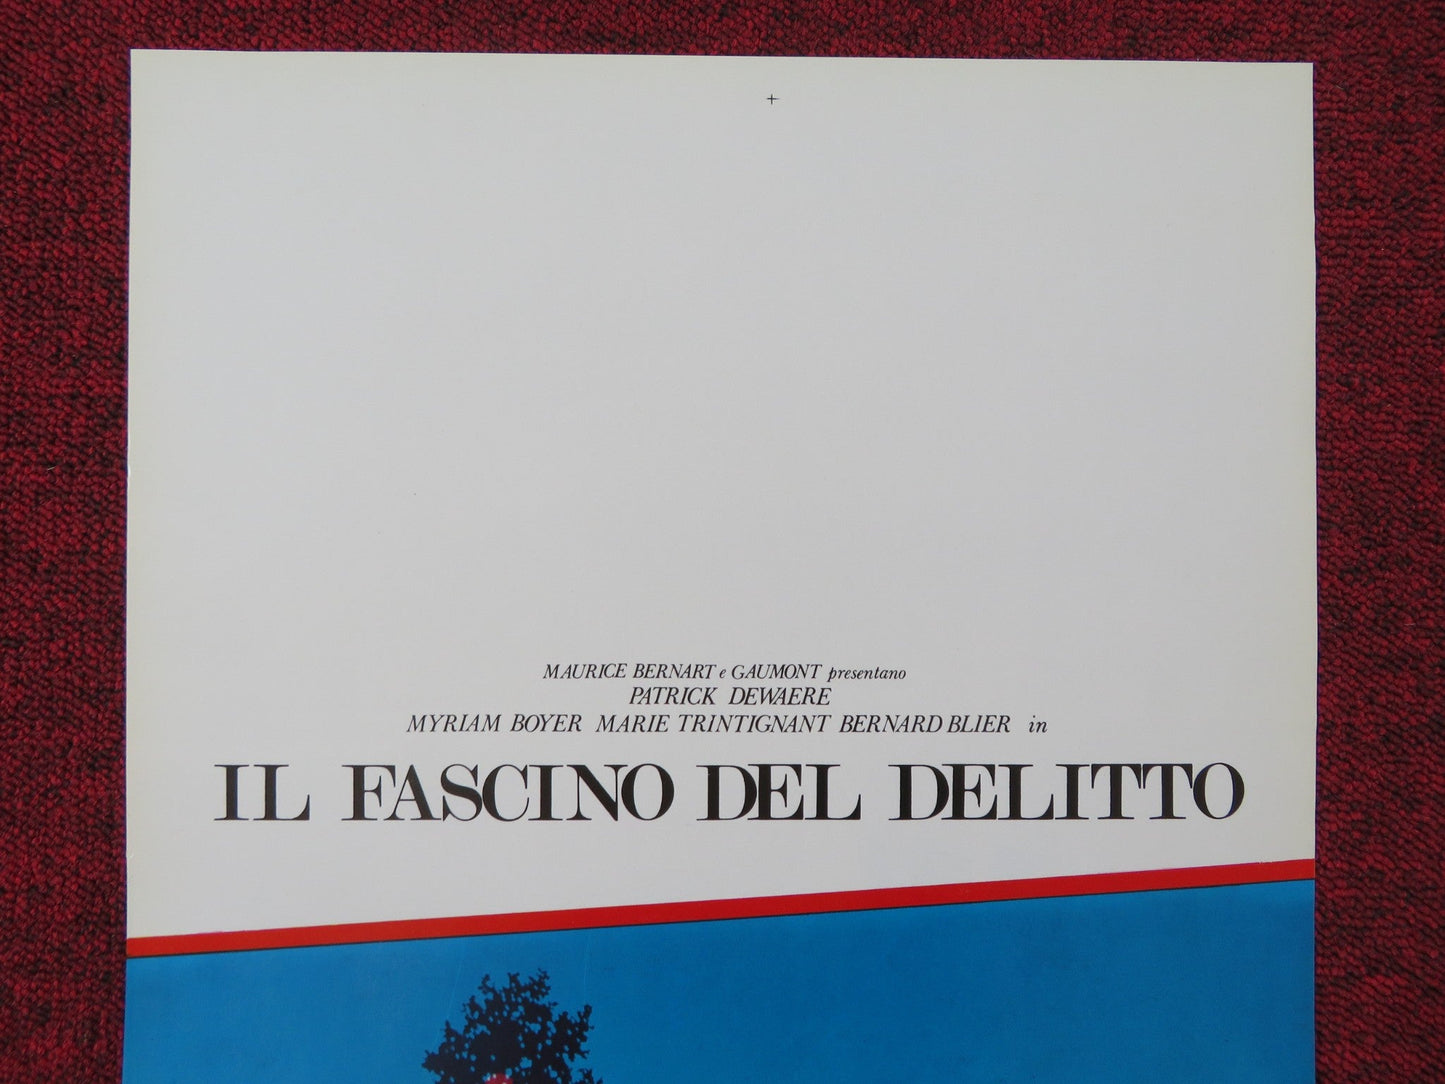 MAURICE BERNART e GAUMONT presentano
PATRICK DEWAERE
MYRIAM BOYER MARIE TRINTIGNANT BERNARD BLIER in
IL FASCINO DEL DELITTO